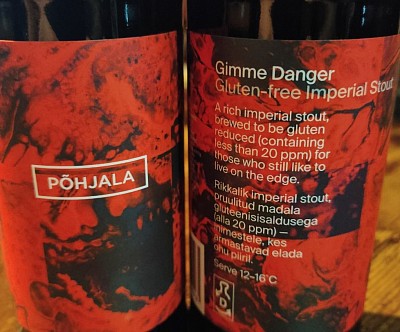 PÕHJALA
Gimme Danger
Gluten-free Imperial Stout
A rich imperial stout,
brewed to be gluten
reduced (containing
less than 20 ppm) for
those who still like to
live on the edge.
Rikkalik imperial stout,
pruulitud madala
gluteenisisaldusega
(alla 20 ppm) –
inimestele, kes
armastavad elada
ohu piiril.
Serve 12–16°C